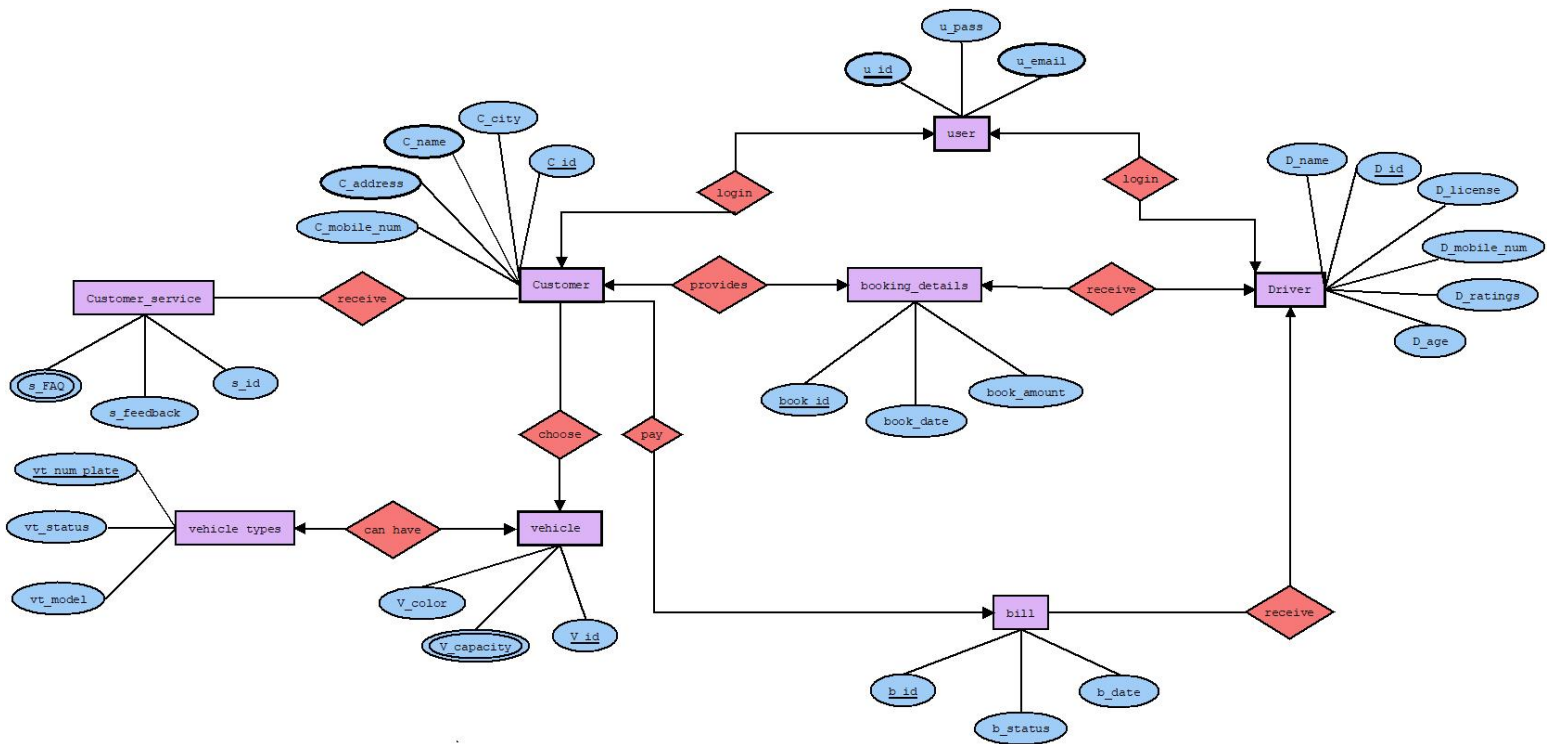 u_pass
u_id
u_email
user
C_city
C_name
C_id
C_address
C_mobile_num
login
login
D_name
D_id
D_license
D_mobile_num
D_ratings
D_age
Customer_service
receive
Customer
provides
booking_details
receive
Driver
s_FAQ
s_feedback
s_id
book_id
book_date
book_amount
choose
pay
vt_num_plate
vt_status
vt_model
vehicle types
can have
vehicle
V_color
V_capacity
V_id
bill
receive
b_id
b_status
b_date